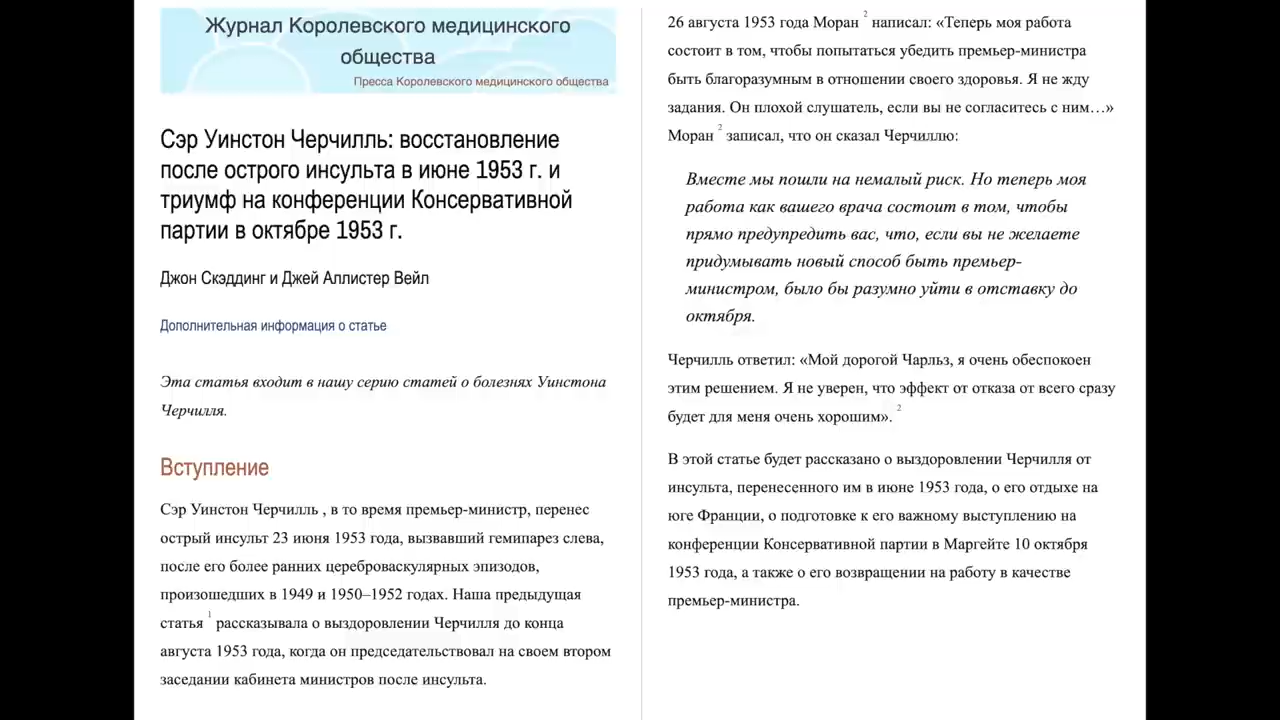 Журнал Королевского медицинского
общества
Пресса Королевского медицинского общества
Сэр Уинстон Черчилль: восстановление
после острого инсульта в июне 1953 г. и
триумф на конференции Консервативной
партии в октябре 1953 г.
Джон Скэддинг и Джей Аллистер Вейл
Дополнительная информация о статье
Эта статья входит в нашу серию статей о болезнях Уинстона
Черчилля.
Вступление
Сэр Уинстон Черчилль , в то время премьер-министр, перенес
острый инсульт 23 июня 1953 года, вызвавший гемипарез слева,
после его более ранних цереброваскулярных эпизодов,
произошедших в 1949 и 1950–1952 годах. Наша предыдущая
статья 1 рассказывала о выздоровлении Черчилля до конца
августа 1953 года, когда он председательствовал на своем втором
заседании кабинета министров после инсульта.
26 августа 1953 года Моран 2 написал: «Теперь моя работа
состоит в том, чтобы попытаться убедить премьер-министра
быть благоразумным в отношении своего здоровья. Я не жду
задания. Он плохой слушатель, если вы не согласитесь с ним…»
Моран 2 записал, что он сказал Черчиллю:
Вместе мы пошли на немалый риск. Но теперь моя
работа как вашего врача состоит в том, чтобы
прямо предупредить вас, что, если вы не желаете
придумывать новый способ быть премьер-
министром, было бы разумно уйти в отставку до
октября.
Черчилль ответил: «Мой дорогой Чарльз, я очень обеспокоен
этим решением. Я не уверен, что эффект от отказа от всего сразу
будет для меня очень хорошим». 2
В этой статье будет рассказано о выздоровлении Черчилля от
инсульта, перенесенного им в июне 1953 года, о его отдыхе на
юге Франции, о подготовке к его важному выступлению на
конференции Консервативной партии в Маргейте 10 октября
1953 года, а также о его возвращении на работу в качестве
премьер-министра.